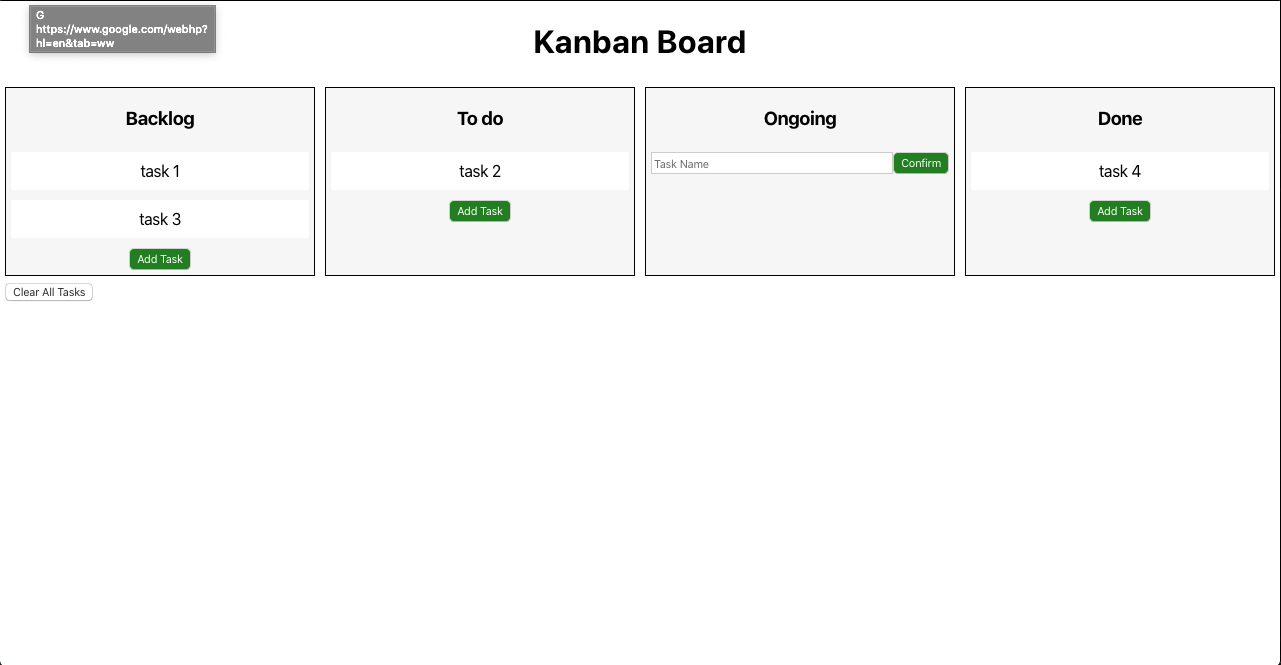 G
https://www.google.com/webhp?
hl=en&tab=ww
Kanban Board
Backlog
task 1
task 3
Add Task
To do
task 2
Add Task
Ongoing
Task Name
Confirm
Done
task 4
Add Task
Clear All Tasks